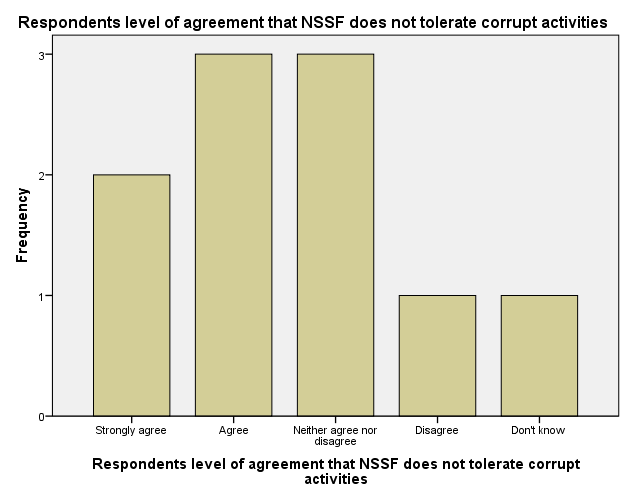 Respondents level of agreement that NSSF does not tolerate corrupt activities
3
2
1
0
Frequency
Strongly agree
Agree
Neither agree nor
disagree
Disagree
Don't know
Respondents level of agreement that NSSF does not tolerate corrupt
activities